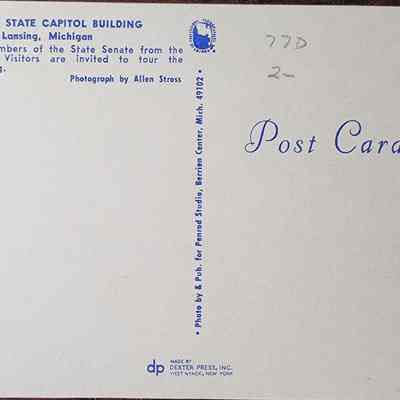 STATE CAPITOL BUILDING
Lansing, Michigan
mbers of the State Senate from the
Visitors are invited to tour the
g.
Photograph by Allen Stross
• Photo by & Pub. for Penrod Studio, Berrien Center, Mich. 49102 •
77D
2-
Post Card
dp
MADE BY
DEXTER PRESS, INC.
WEST NYACK, NEW YORK